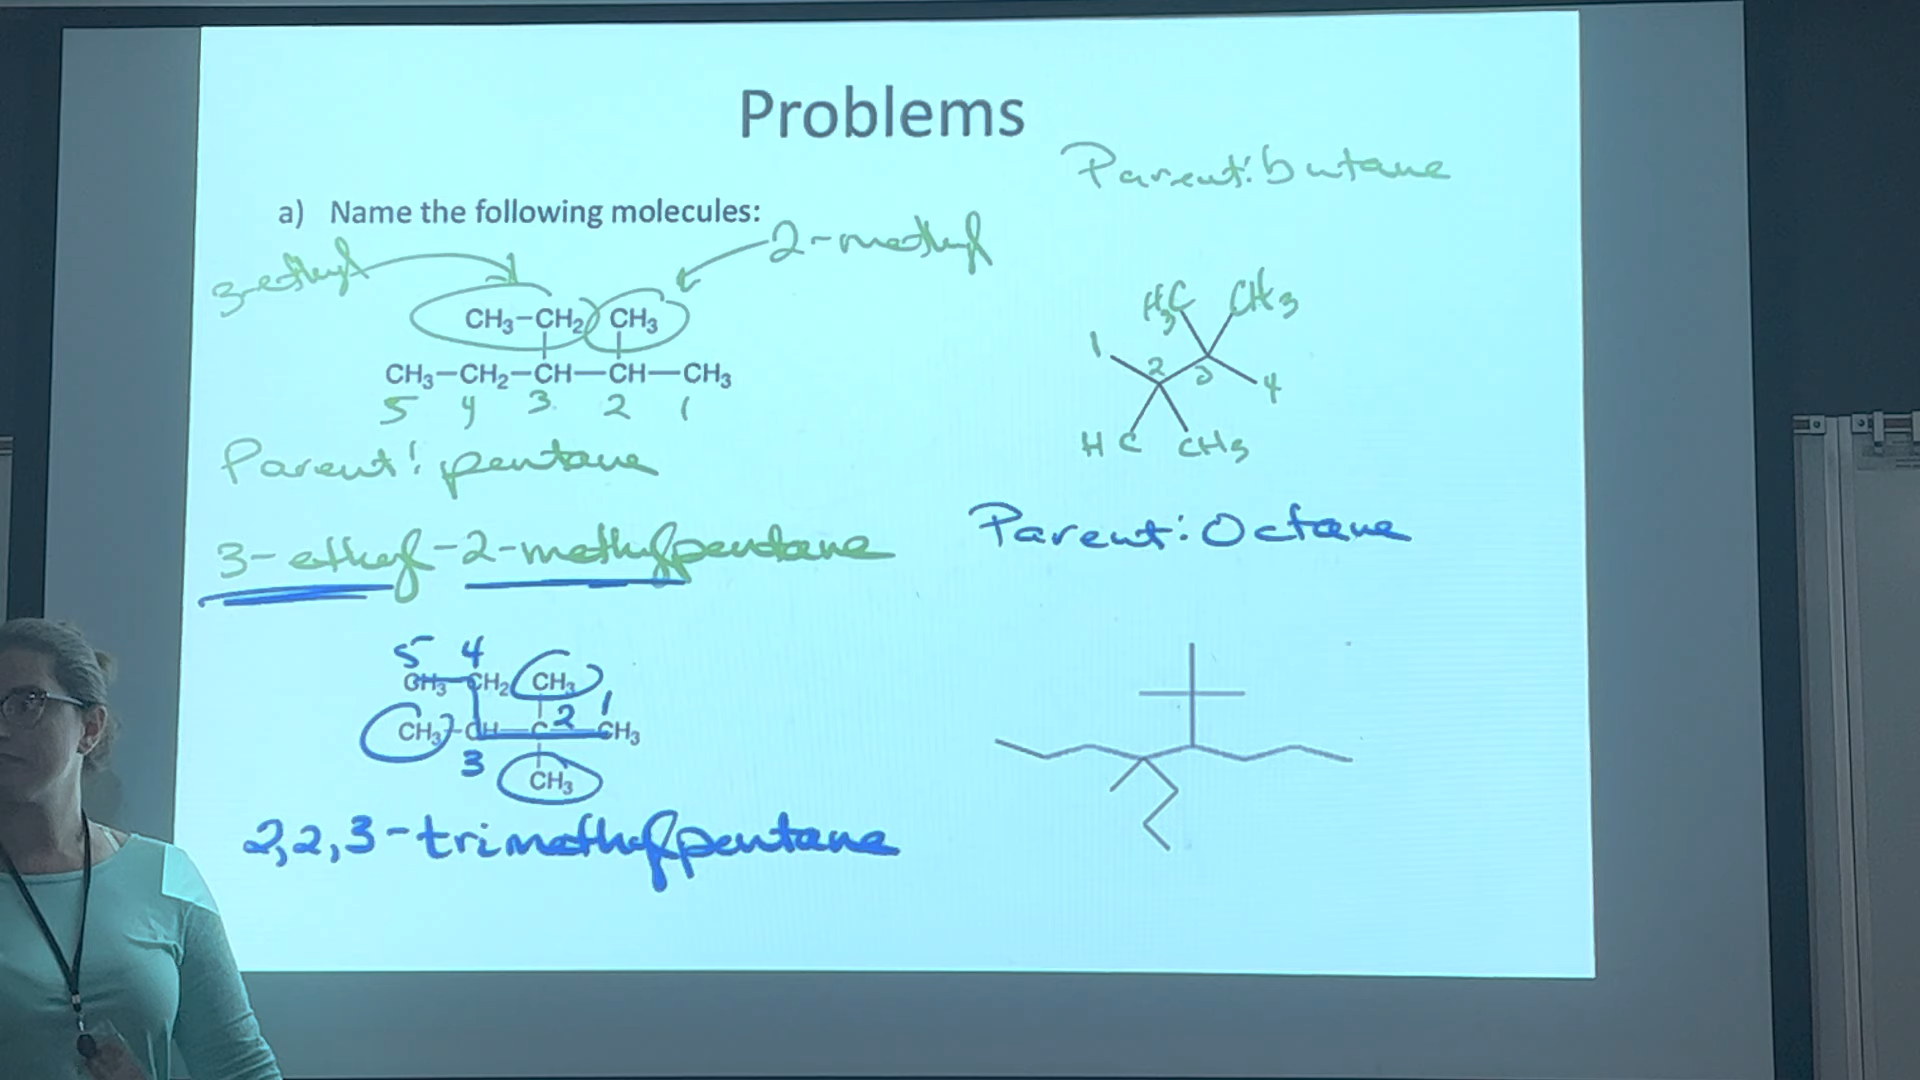 Problems
Parent: butane
a) Name the following molecules:
3-ethyl
2-methyl
CH3-CH2 CH3
CH3-CH2-CH-CH-CH3
5 4 3 2 1
Parent: pentane
3-ethyl-2-methylpentane
H3C CH3
1 2 3 4
H C CH3
Parent: Octane
5 4
CH3 CH2 CH3
1
CH3-CH-C 2 CH3
3
CH3
2,2,3-trimethylpentane